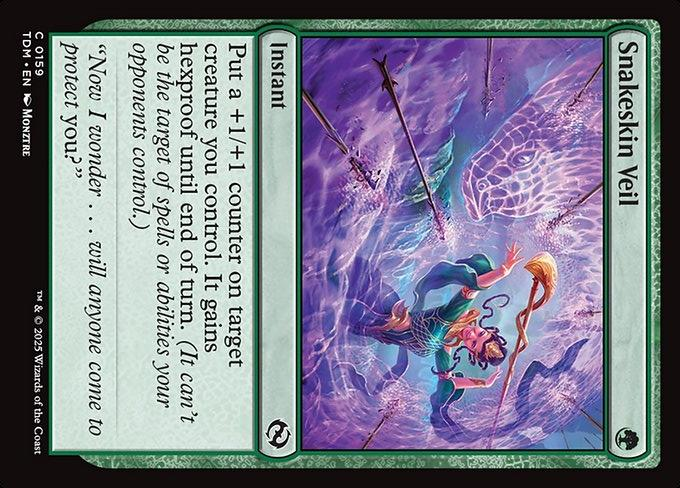 Snakeskin Veil
Instant
Put a +1/+1 counter on target
creature you control. It gains
hexproof until end of turn. (It can't
be the target of spells or abilities your
opponents control.)
“Now I wonder . . . will anyone come to
protect you?”
C 0159
TDM • EN Monztre
™ & © 2025 Wizards of the Coast